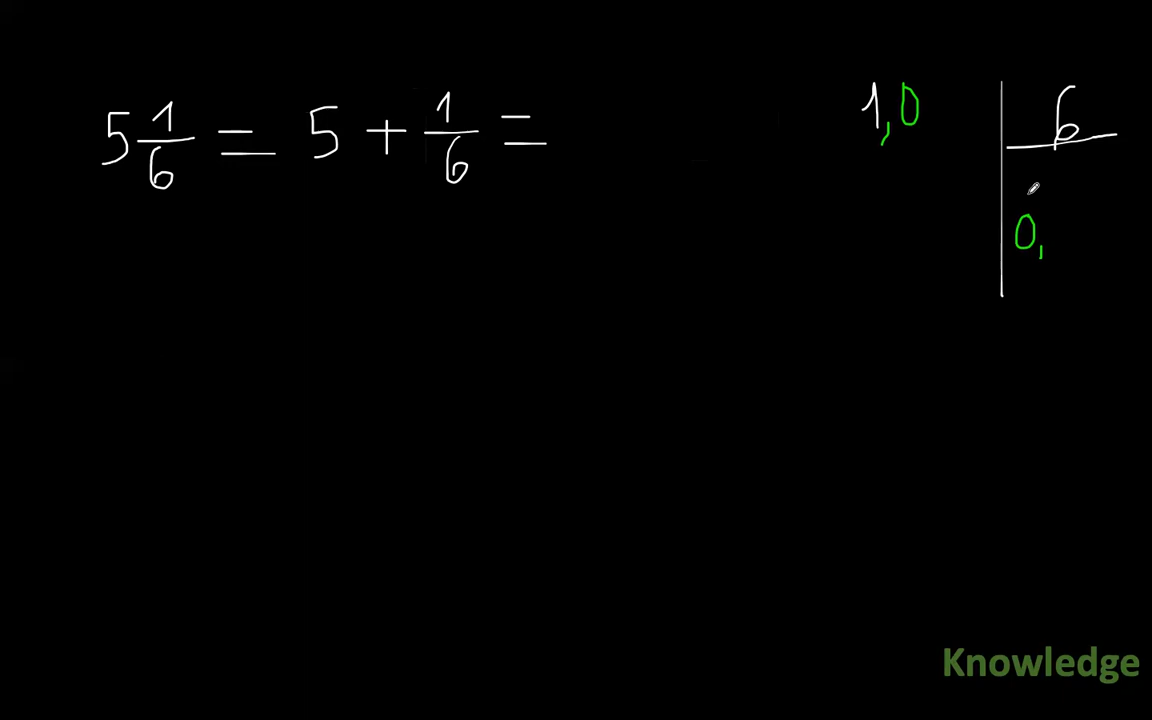 5 1/6 = 5 + 1/6 =
1,0 | 6
0,
Knowledge